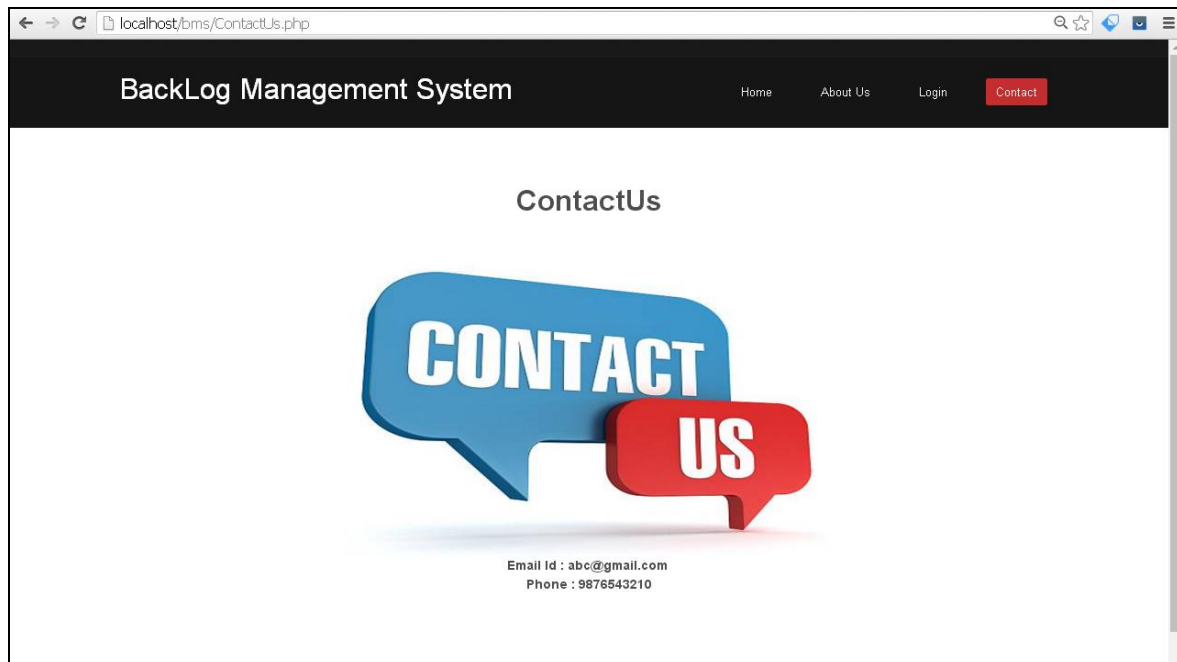 localhost/bms/ContactUs.php
BackLog Management System
Home About Us Login Contact
ContactUs
CONTACT
US
Email Id : abc@gmail.com
Phone : 9876543210